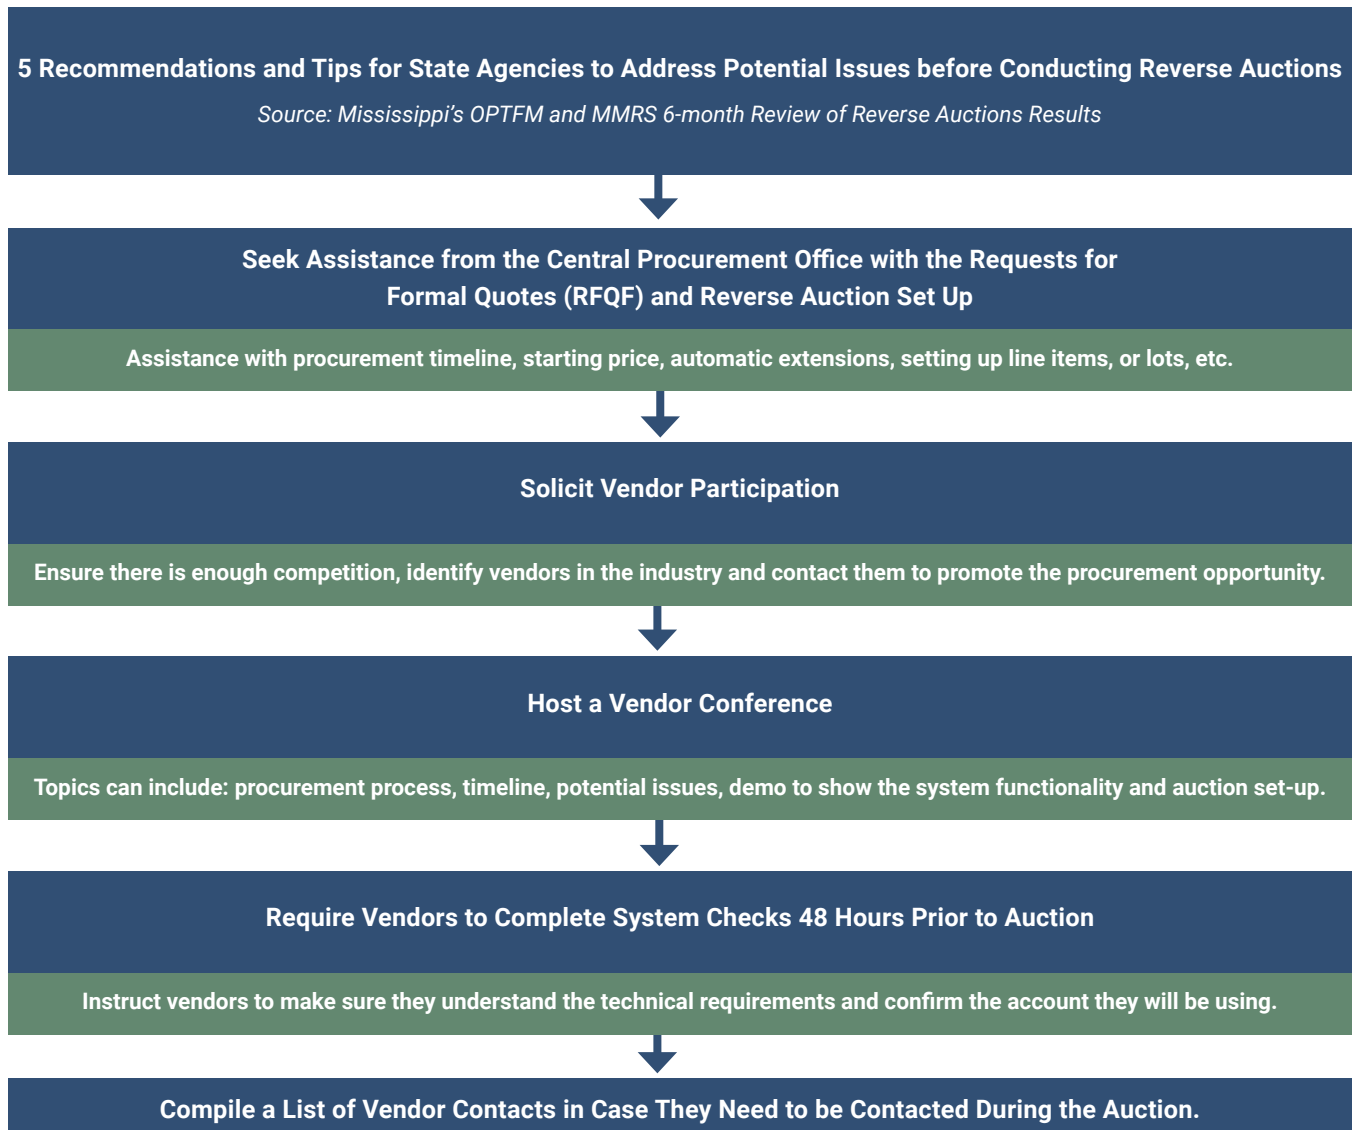 5 Recommendations and Tips for State Agencies to Address Potential Issues before Conducting Reverse Auctions
Source: Mississippi’s OPTFM and MMRS 6-month Review of Reverse Auctions Results
Seek Assistance from the Central Procurement Office with the Requests for
Formal Quotes (RFQF) and Reverse Auction Set Up
Assistance with procurement timeline, starting price, automatic extensions, setting up line items, or lots, etc.
Solicit Vendor Participation
Ensure there is enough competition, identify vendors in the industry and contact them to promote the procurement opportunity.
Host a Vendor Conference
Topics can include: procurement process, timeline, potential issues, demo to show the system functionality and auction set-up.
Require Vendors to Complete System Checks 48 Hours Prior to Auction
Instruct vendors to make sure they understand the technical requirements and confirm the account they will be using.
Compile a List of Vendor Contacts in Case They Need to be Contacted During the Auction.